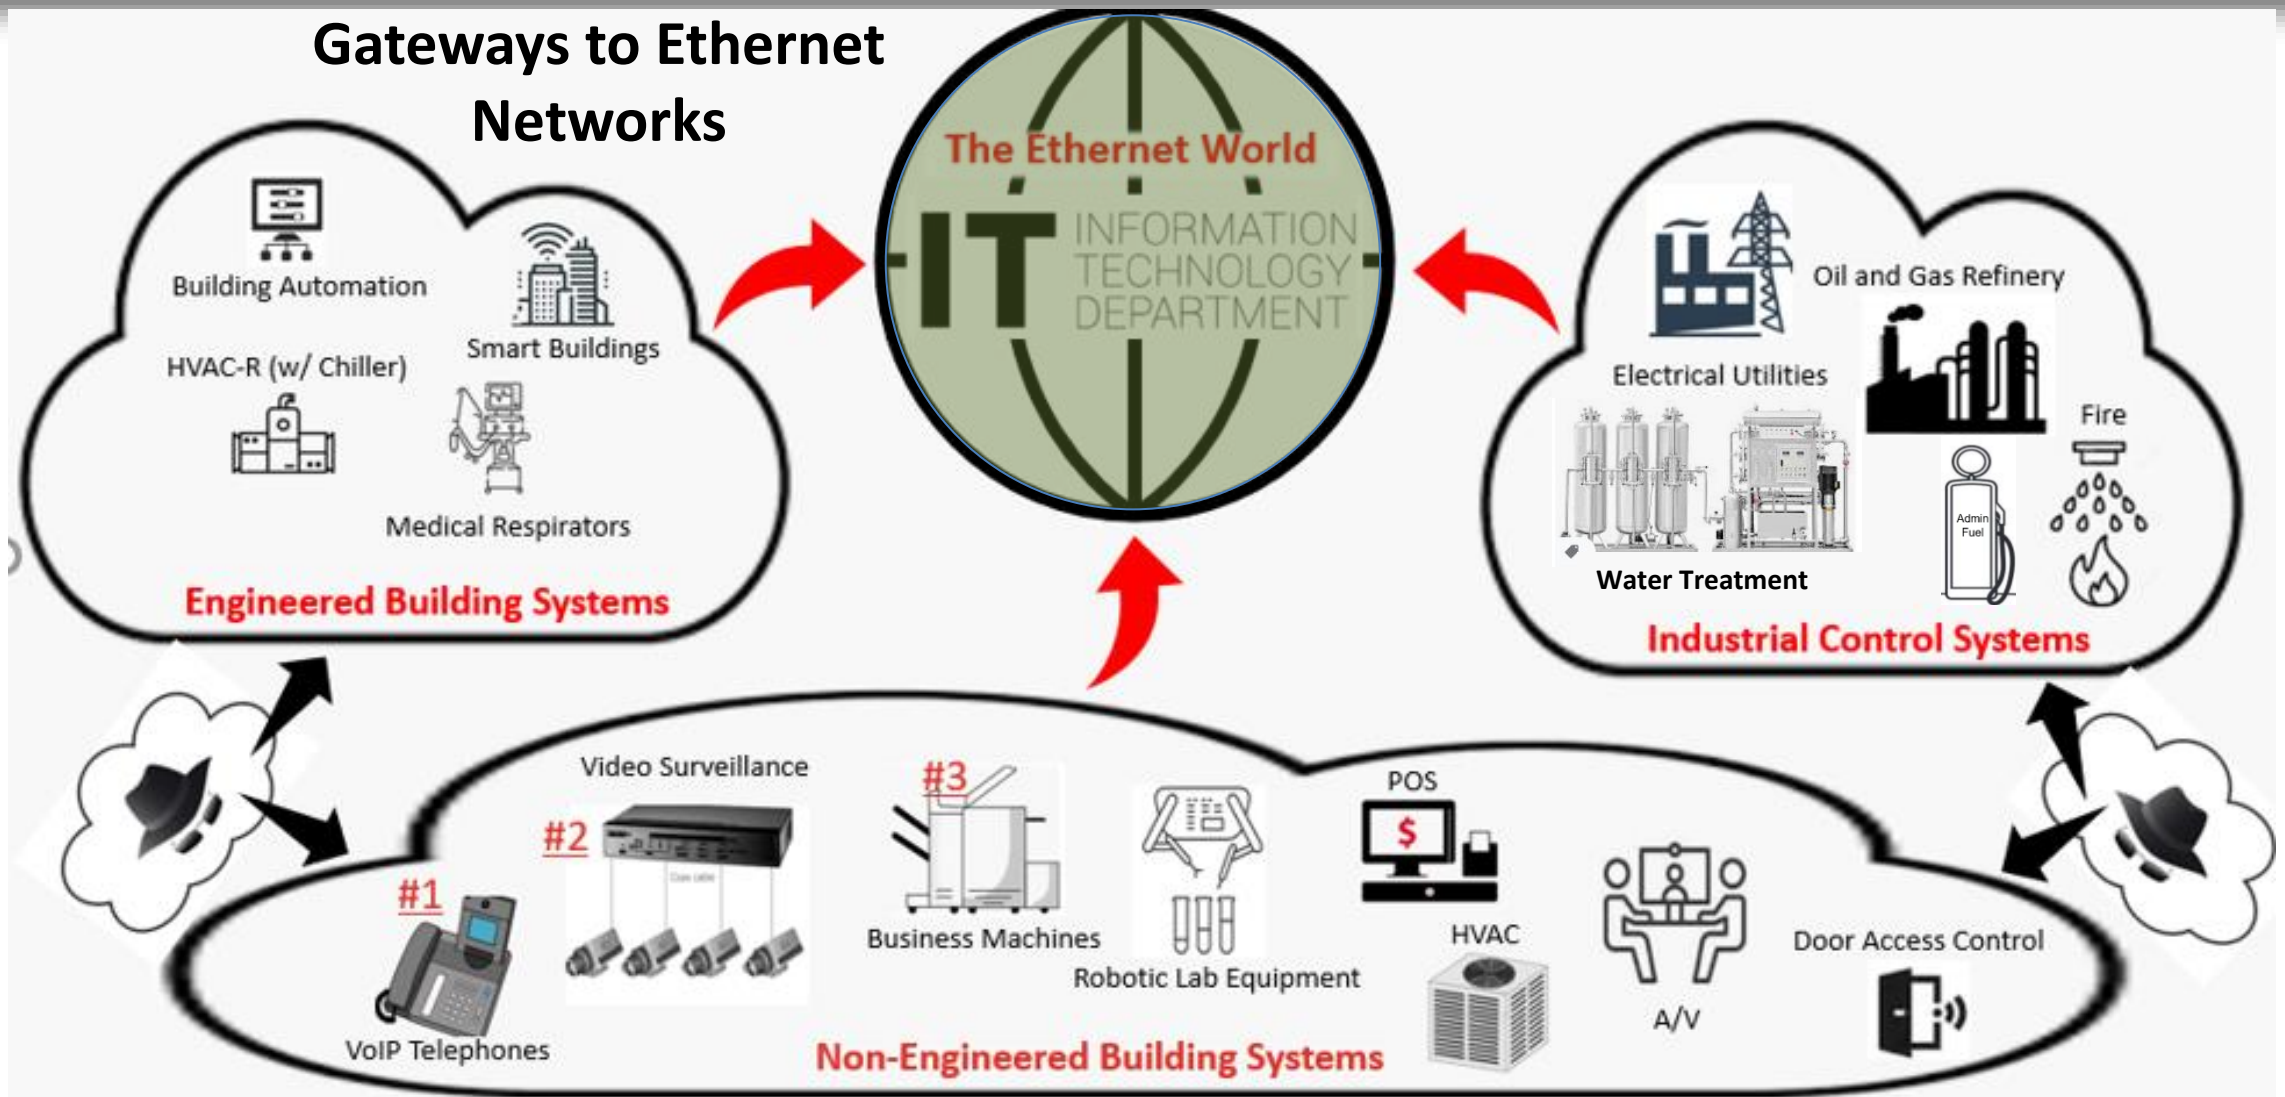 Gateways to Ethernet
Networks
The Ethernet World
IT
INFORMATION
TECHNOLOGY
DEPARTMENT
Building Automation
Smart Buildings
HVAC-R (w/ Chiller)
Medical Respirators
Engineered Building Systems
Oil and Gas Refinery
Electrical Utilities
Fire
Admin
Fuel
Water Treatment
Industrial Control Systems
Video Surveillance
#2
#1
VoIP Telephones
#3
Business Machines
Robotic Lab Equipment
POS
$
HVAC
A/V
Door Access Control
Non-Engineered Building Systems